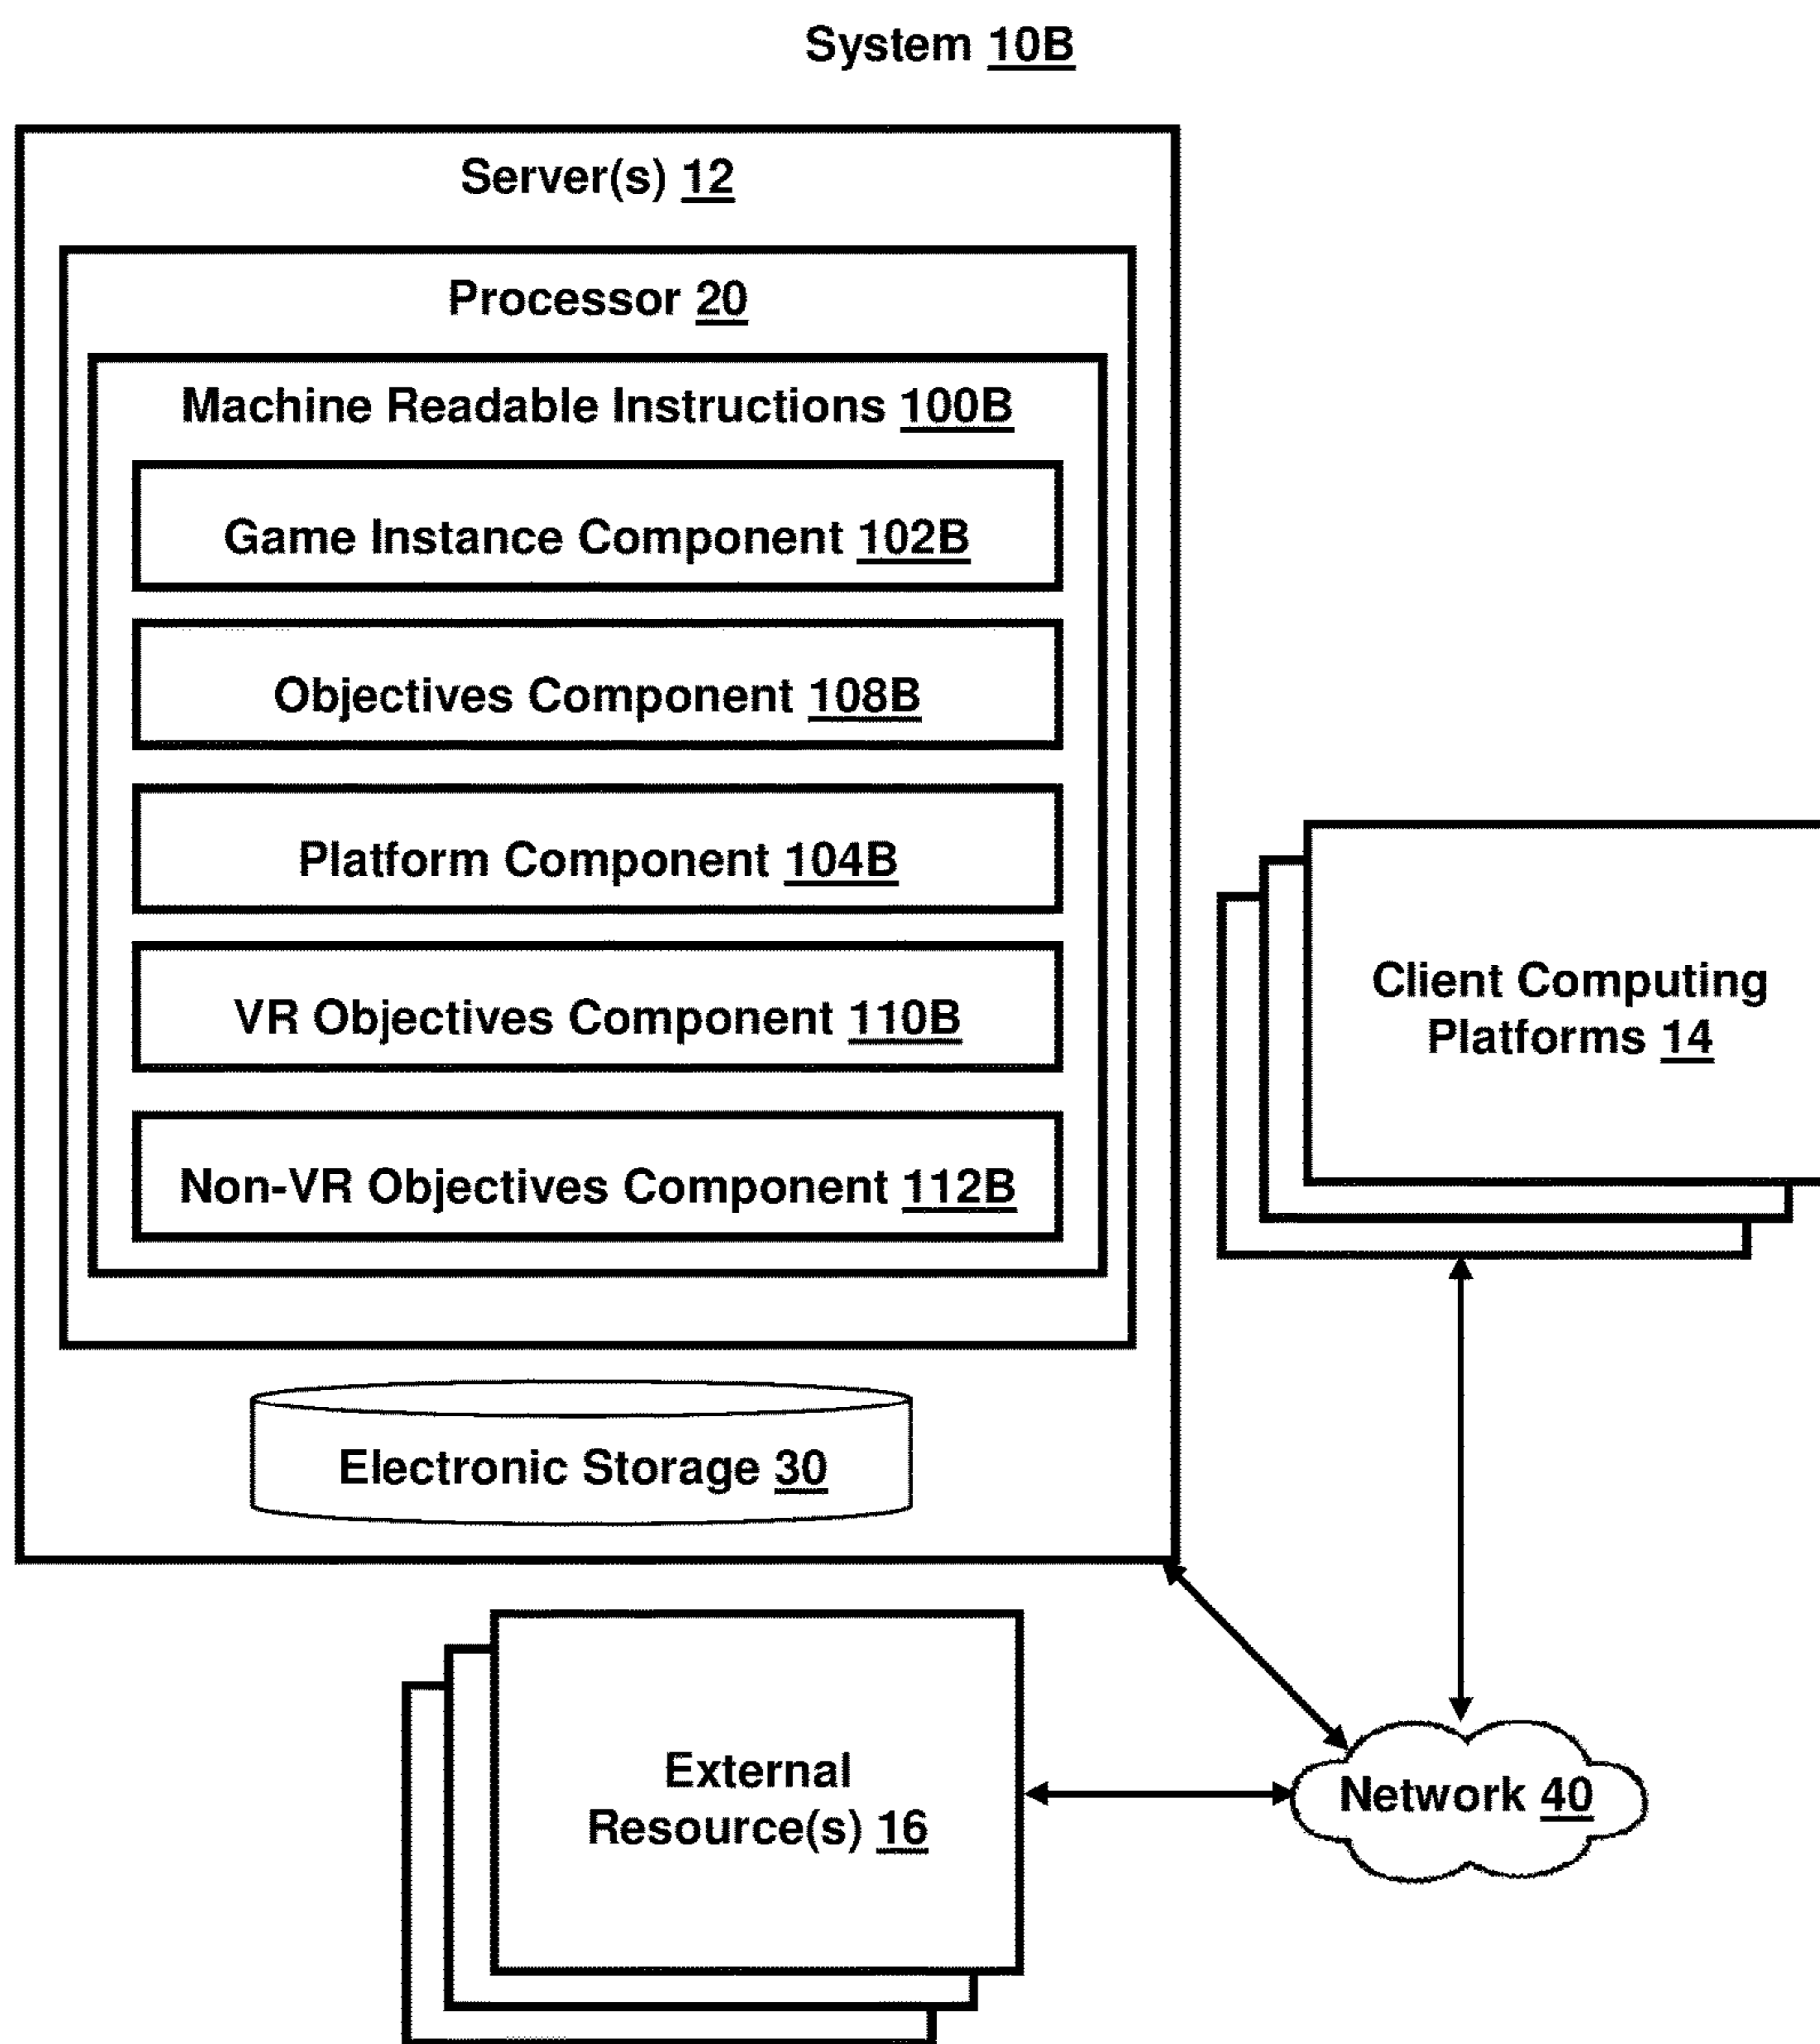 System 10B
Server(s) 12
Processor 20
Machine Readable Instructions 100B
Game Instance Component 102B
Objectives Component 108B
Platform Component 104B
VR Objectives Component 110B
Non-VR Objectives Component 112B
Electronic Storage 30
Client Computing
Platforms 14
External
Resource(s) 16
Network 40